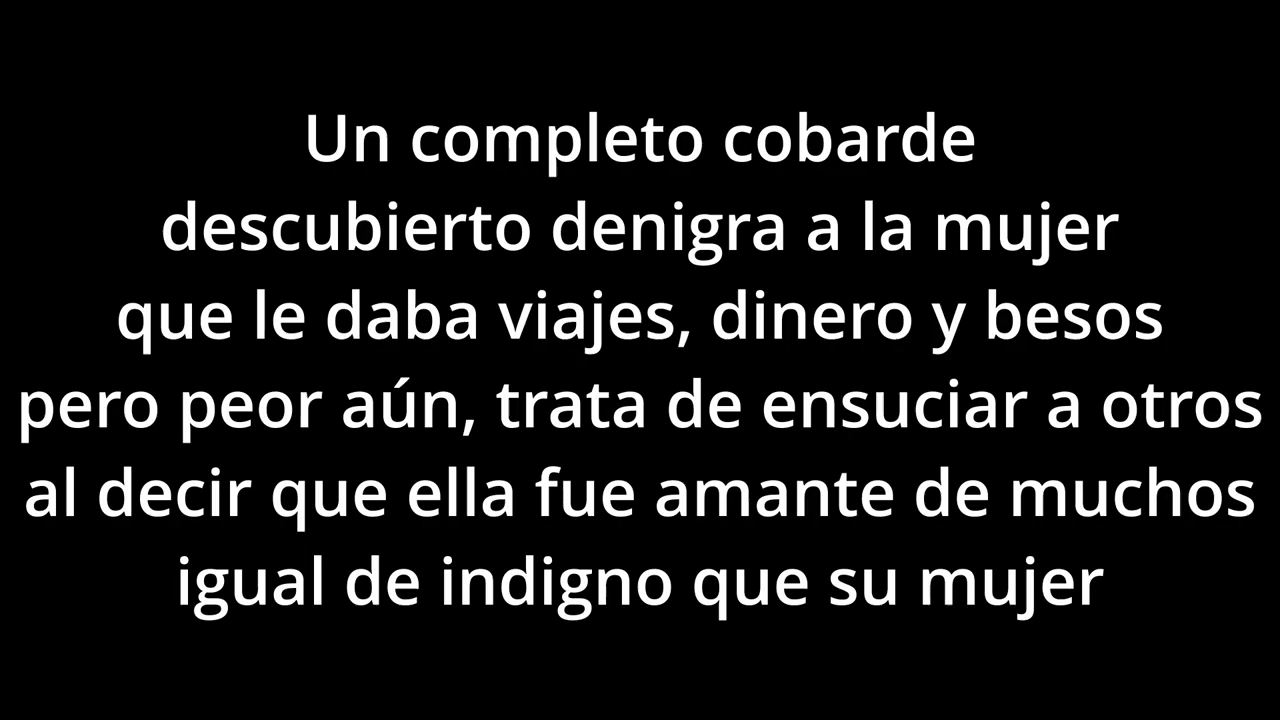 Un completo cobarde
descubierto denigra a la mujer
que le daba viajes, dinero y besos
pero peor aún, trata de ensuciar a otros
al decir que ella fue amante de muchos
igual de indigno que su mujer